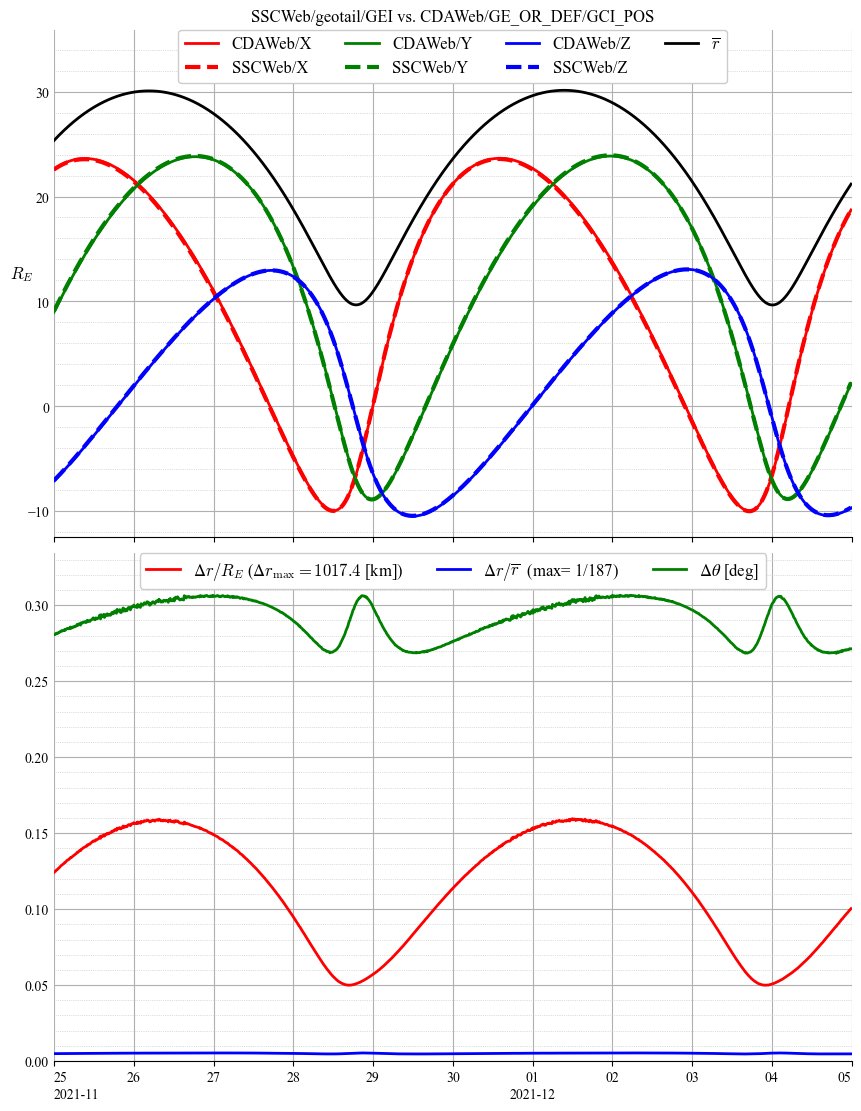 SSCWeb/geotail/GEI vs. CDAWeb/GE_OR_DEF/GCI_POS
CDAWeb/X CDAWeb/Y CDAWeb/Z r̅
SSCWeb/X SSCWeb/Y SSCWeb/Z
30
20
R_E
10
0
−10
Δr/R_E (Δr_max = 1017.4 [km]) Δr/r̅ (max= 1/187) Δθ [deg]
0.30
0.25
0.20
0.15
0.10
0.05
0.00
25 26 27 28 29 30 01 02 03 04 05
2021-11 2021-12